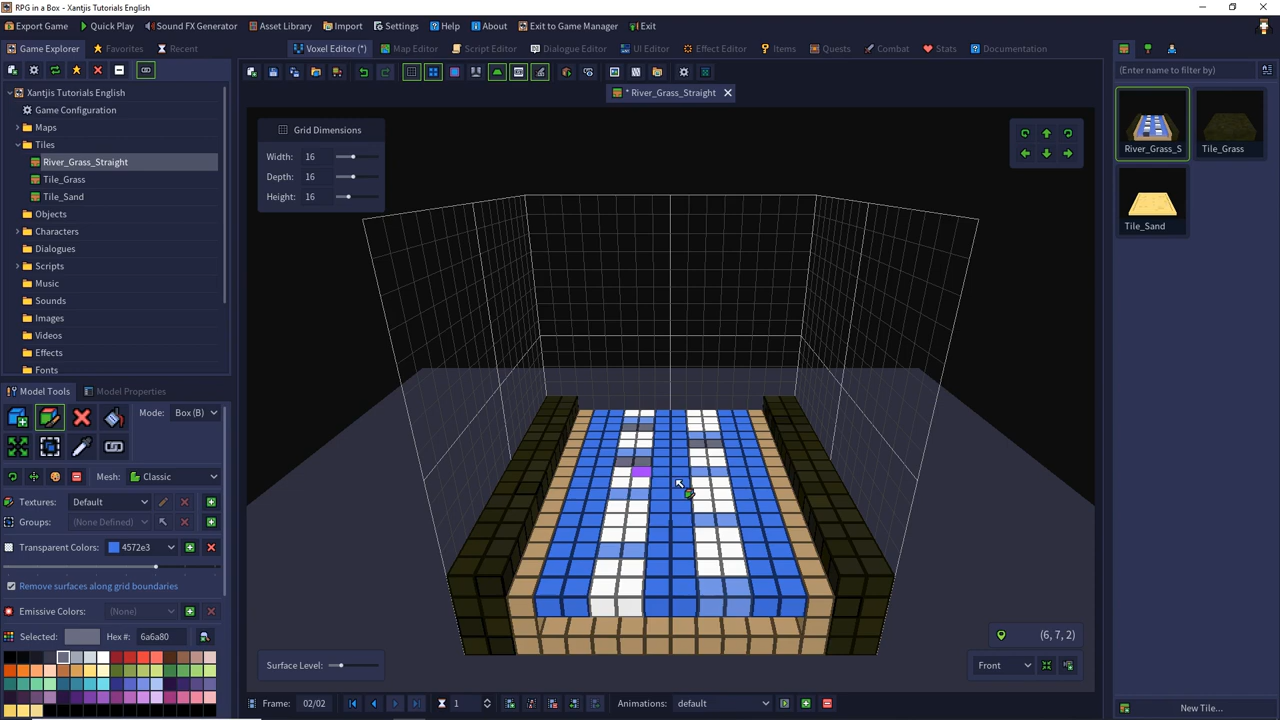 RPG in a Box - Xantjis Tutorials English
Export Game Quick Play Sound FX Generator Asset Library Import Settings Help About Exit to Game Manager Exit
Game Explorer Favorites Recent Voxel Editor (*) Map Editor Script Editor Dialogue Editor UI Editor Effect Editor Items Quests Combat Stats Documentation
(Enter name to filter by)
Xantjis Tutorials English
Game Configuration
Maps
Tiles
River_Grass_Straight
Tile_Grass
Tile_Sand
Objects
Characters
Dialogues
Scripts
Music
Sounds
Images
Videos
Effects
Fonts
* River_Grass_Straight
Grid Dimensions
Width: 16
Depth: 16
Height: 16
River_Grass_S Tile_Grass
Tile_Sand
Model Tools Model Properties
Mode: Box (B)
Mesh: Classic
Textures: Default
Groups: (None Defined)
Transparent Colors: 4572e3
Remove surfaces along grid boundaries
Emissive Colors: (None)
Selected: Hex #: 6a6a80
(6, 7, 2)
Surface Level: Front
Frame: 02/02 1 Animations: default
New Tile...